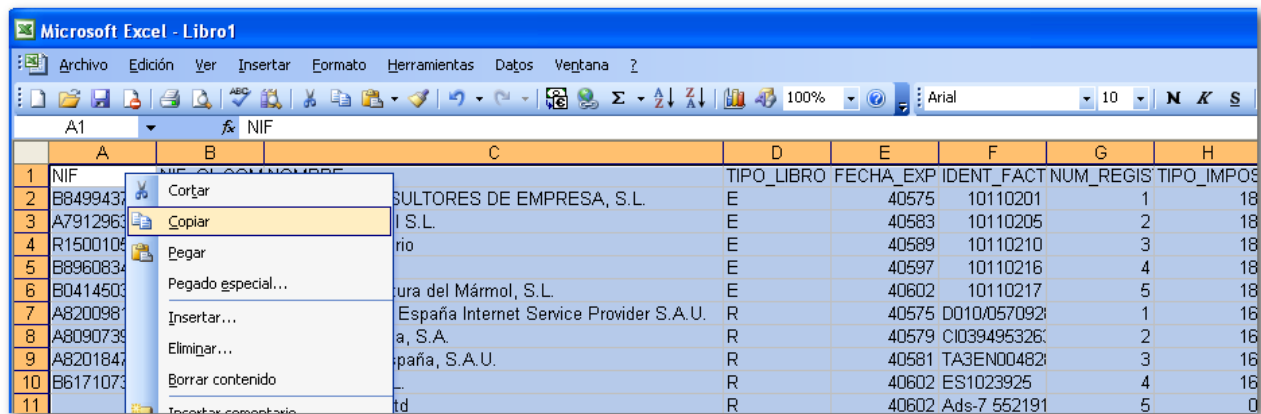 Microsoft Excel - Libro1
Archivo Edición Ver Insertar Formato Herramientas Datos Ventana ?
100% Arial 10 N K S
A1 fx NIF
A B C D E F G H
1 NIF TIPO_LIBRO FECHA_EXP IDENT_FACT NUM_REGIS TIPO_IMPOS
2 B8499437 SULTORES DE EMPRESA, S.L. E 40575 10110201 1 18
3 A7912963 I S.L. E 40583 10110205 2 18
4 R1500105 rio E 40589 10110210 3 18
5 B8960834 E 40597 10110216 4 18
6 B0414503 ura del Mármol, S.L. E 40602 10110217 5 18
7 A8200981 España Internet Service Provider S.A.U. R 40575 D010/057092 1 16
8 A8090739 a, S.A. R 40579 CI0394953263 2 16
9 A8201847 paña, S.A.U. R 40581 TA3EN00482 3 16
10 B6171073 R 40602 ES1023925 4 16
11 td R 40602 Ads-7 552191 5 0
Cortar
Copiar
Pegar
Pegado especial...
Insertar...
Eliminar...
Borrar contenido
Insertar comentario